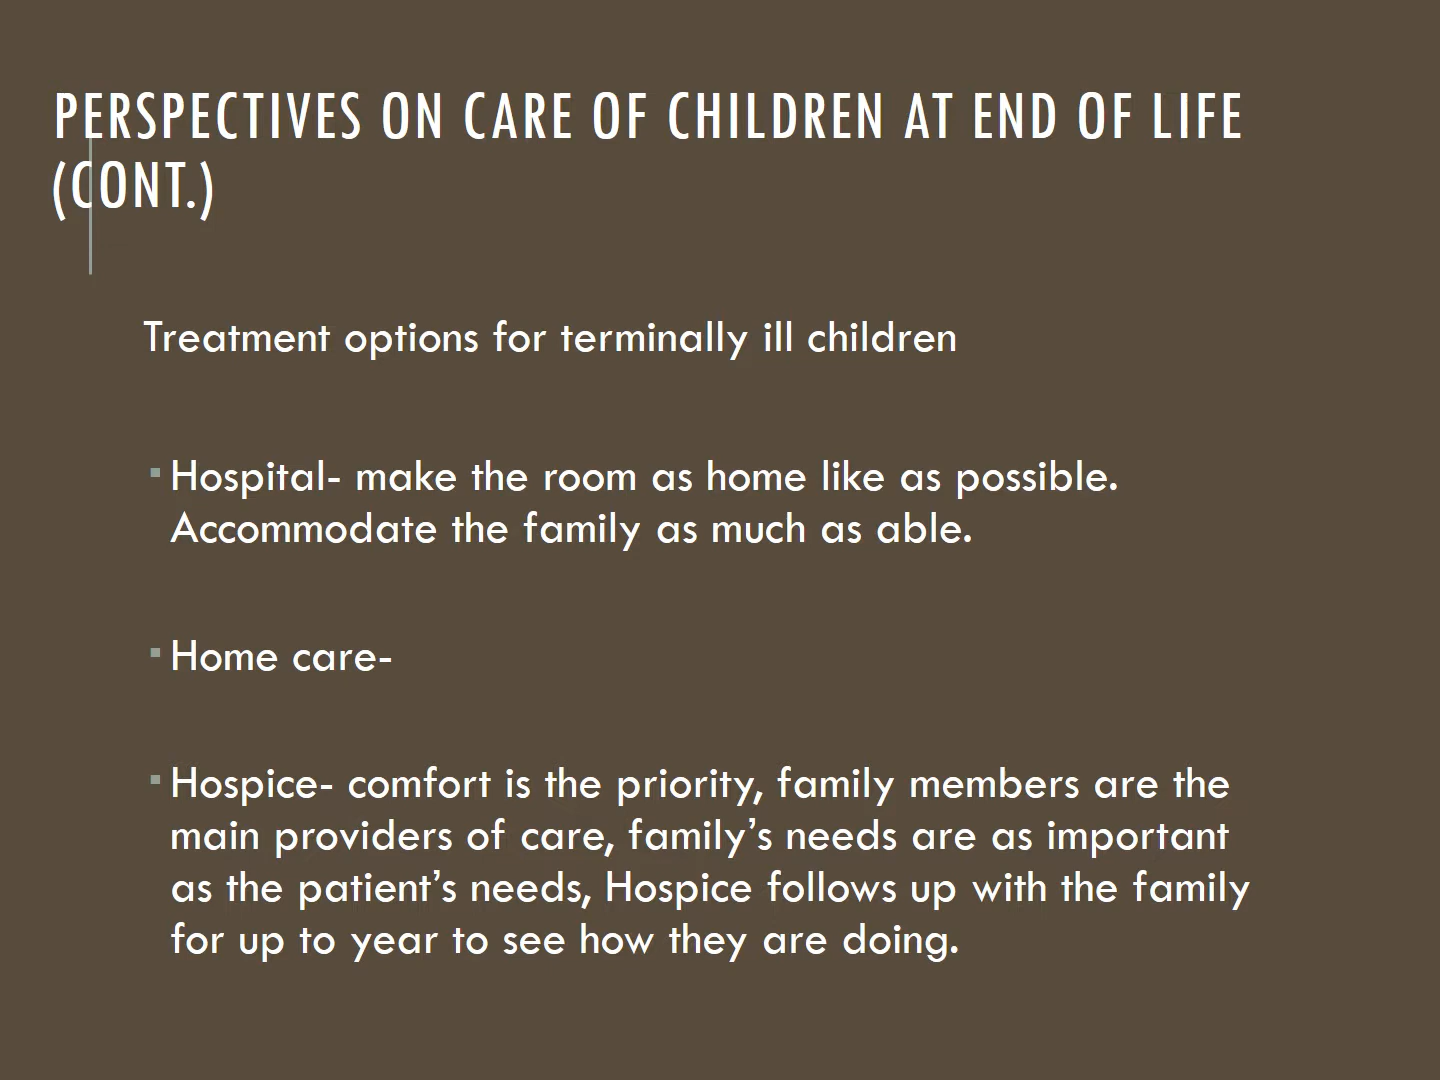 PERSPECTIVES ON CARE OF CHILDREN AT END OF LIFE
(CONT.)
Treatment options for terminally ill children
▪ Hospital- make the room as home like as possible.
Accommodate the family as much as able.
▪ Home care-
▪ Hospice- comfort is the priority, family members are the
main providers of care, family’s needs are as important
as the patient’s needs, Hospice follows up with the family
for up to year to see how they are doing.